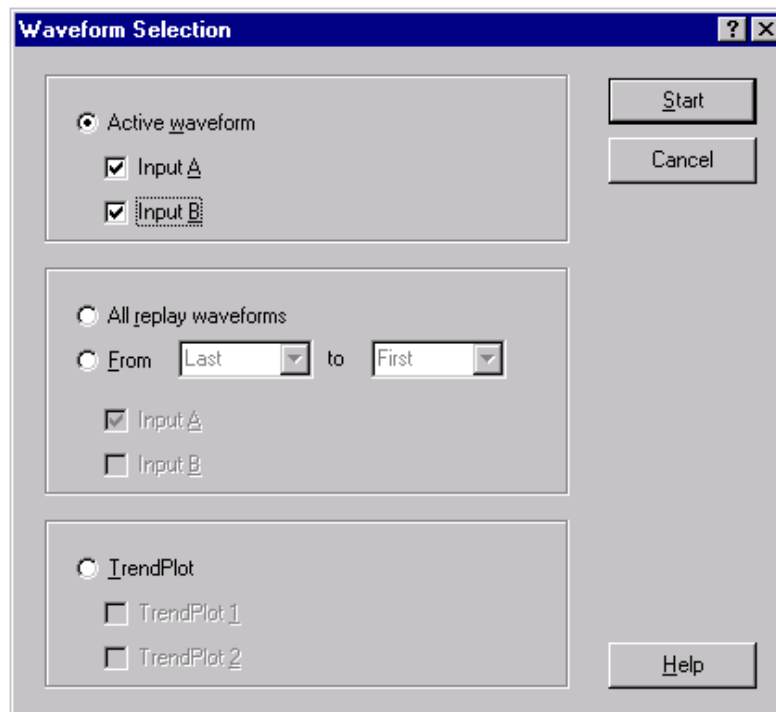 Waveform Selection
Active waveform
Input A
Input B
Start
Cancel
All replay waveforms
From Last to First
Input A
Input B
TrendPlot
TrendPlot 1
TrendPlot 2
Help